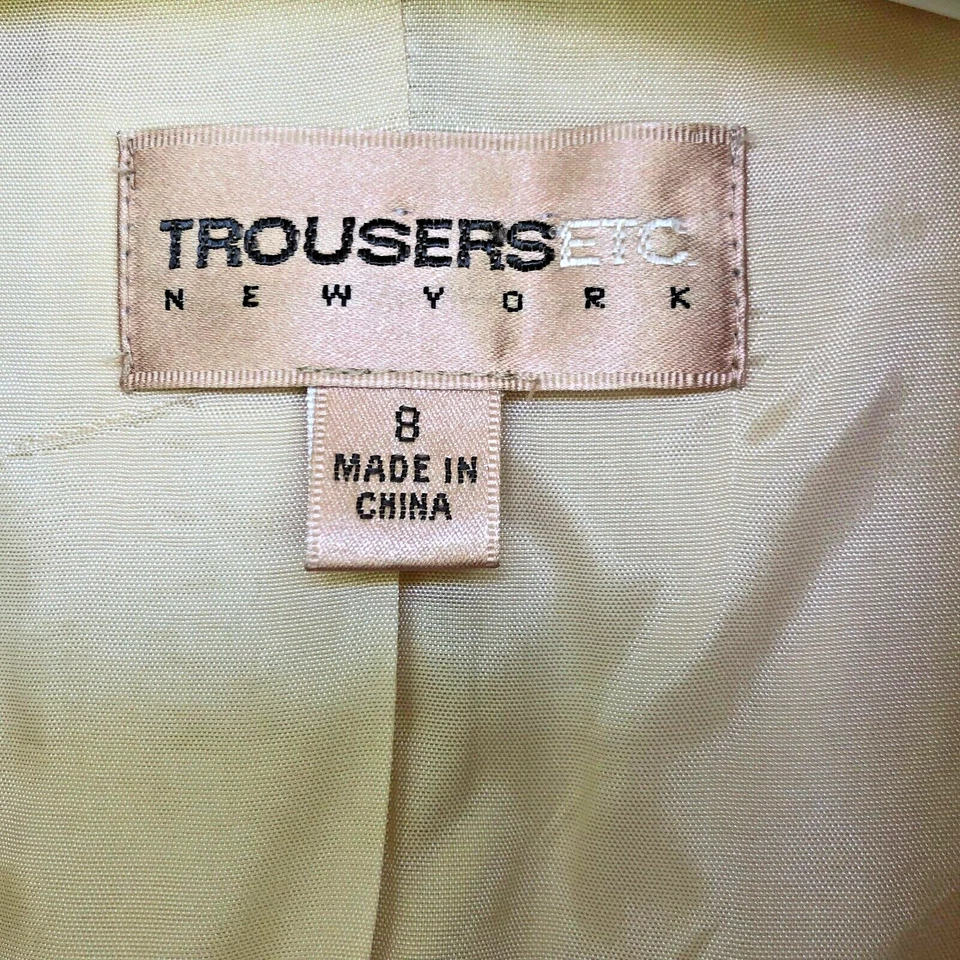 TROUSERSETC
NEW YORK
8
MADE IN
CHINA